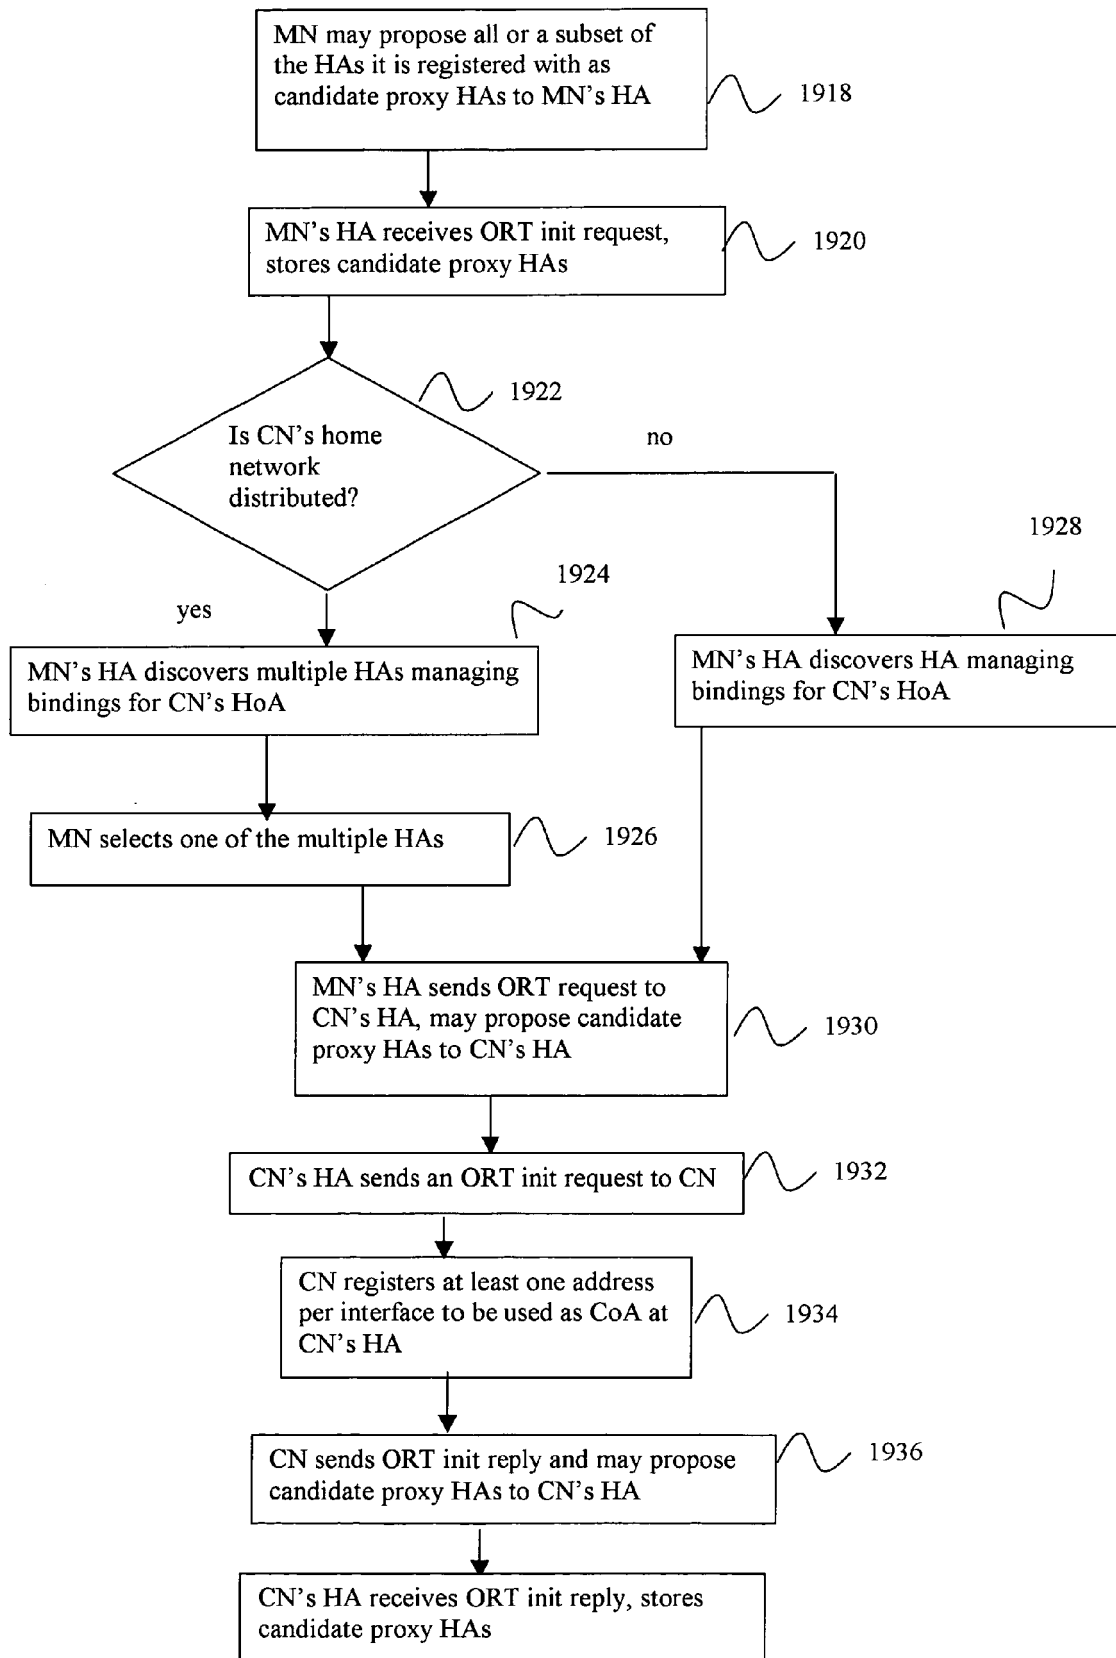 MN may propose all or a subset of
the HAs it is registered with as
candidate proxy HAs to MN's HA
1918
MN's HA receives ORT init request,
stores candidate proxy HAs
1920
1922
Is CN's home
network
distributed?
no
yes
1924
1928
MN's HA discovers multiple HAs managing
bindings for CN's HoA
MN's HA discovers HA managing
bindings for CN's HoA
MN selects one of the multiple HAs
1926
MN's HA sends ORT request to
CN's HA, may propose candidate
proxy HAs to CN's HA
1930
CN's HA sends an ORT init request to CN
1932
CN registers at least one address
per interface to be used as CoA at
CN's HA
1934
CN sends ORT init reply and may propose
candidate proxy HAs to CN's HA
1936
CN's HA receives ORT init reply, stores
candidate proxy HAs